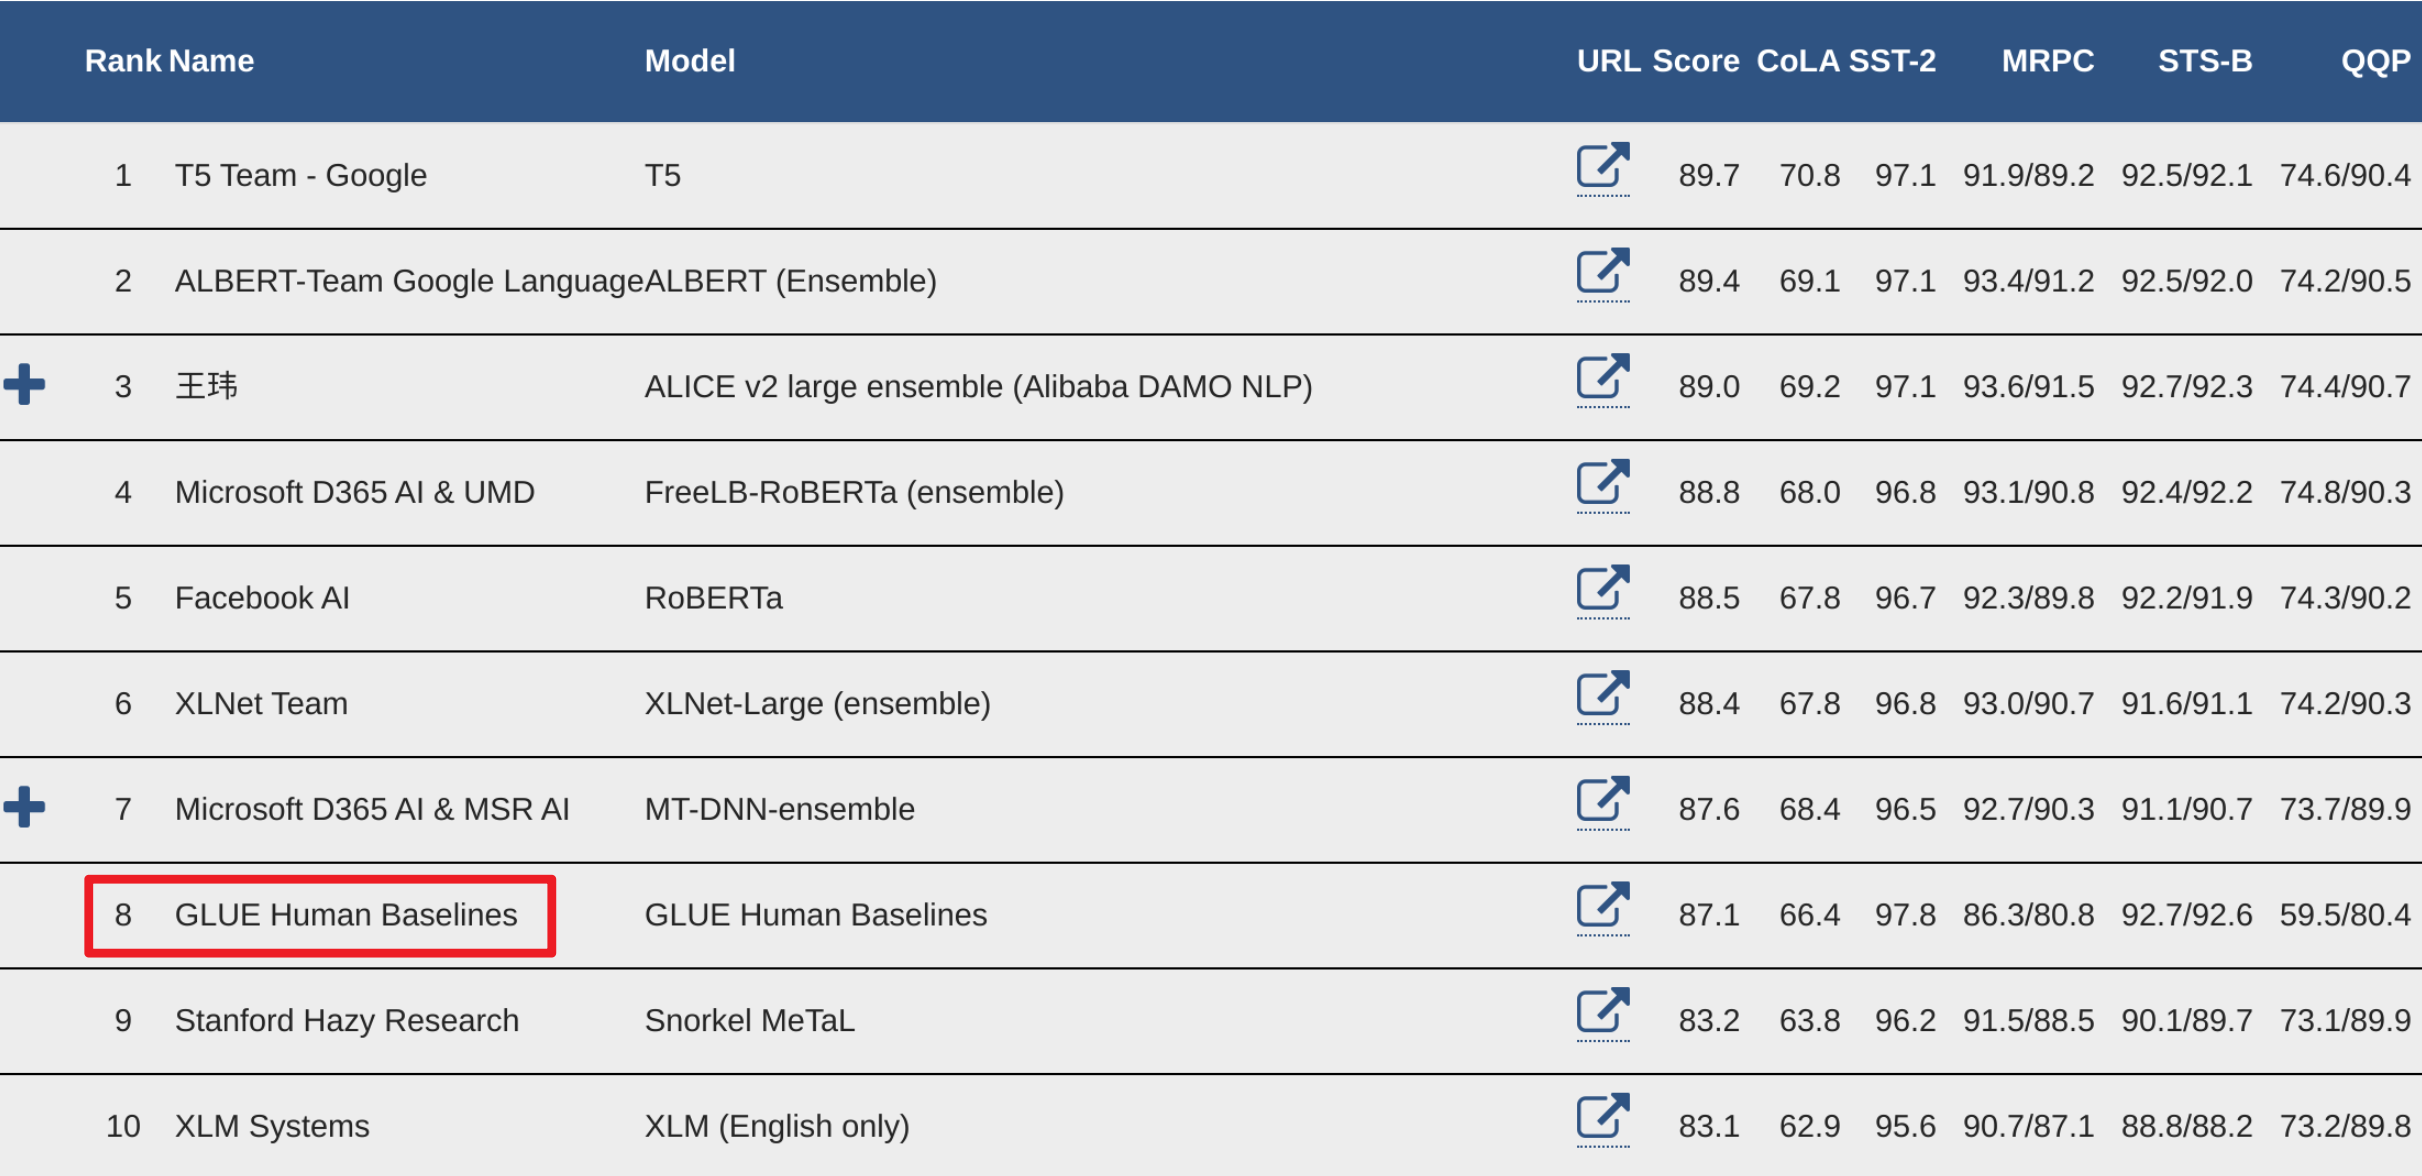 Rank Name Model URL Score CoLA SST-2 MRPC STS-B QQP
1 T5 Team - Google T5 89.7 70.8 97.1 91.9/89.2 92.5/92.1 74.6/90.4
2 ALBERT-Team Google Language ALBERT (Ensemble) 89.4 69.1 97.1 93.4/91.2 92.5/92.0 74.2/90.5
3 王玮 ALICE v2 large ensemble (Alibaba DAMO NLP) 89.0 69.2 97.1 93.6/91.5 92.7/92.3 74.4/90.7
4 Microsoft D365 AI & UMD FreeLB-RoBERTa (ensemble) 88.8 68.0 96.8 93.1/90.8 92.4/92.2 74.8/90.3
5 Facebook AI RoBERTa 88.5 67.8 96.7 92.3/89.8 92.2/91.9 74.3/90.2
6 XLNet Team XLNet-Large (ensemble) 88.4 67.8 96.8 93.0/90.7 91.6/91.1 74.2/90.3
7 Microsoft D365 AI & MSR AI MT-DNN-ensemble 87.6 68.4 96.5 92.7/90.3 91.1/90.7 73.7/89.9
8 GLUE Human Baselines GLUE Human Baselines 87.1 66.4 97.8 86.3/80.8 92.7/92.6 59.5/80.4
9 Stanford Hazy Research Snorkel MeTaL 83.2 63.8 96.2 91.5/88.5 90.1/89.7 73.1/89.9
10 XLM Systems XLM (English only) 83.1 62.9 95.6 90.7/87.1 88.8/88.2 73.2/89.8